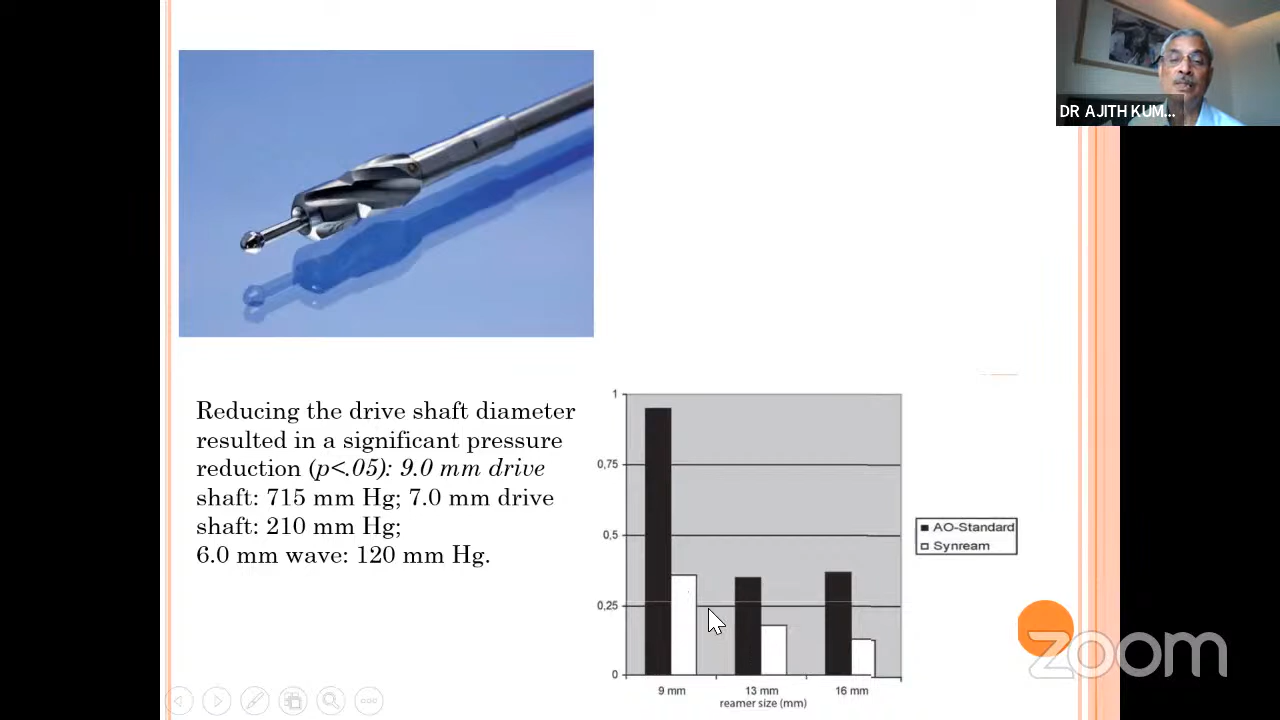 DR AJITH KUM...
Reducing the drive shaft diameter
resulted in a significant pressure
reduction (p<.05): 9.0 mm drive
shaft: 715 mm Hg; 7.0 mm drive
shaft: 210 mm Hg;
6.0 mm wave: 120 mm Hg.
1
0,75
0,5
0,25
0
9 mm 13 mm 16 mm
reamer size (mm)
AO-Standard
Synream
zoom